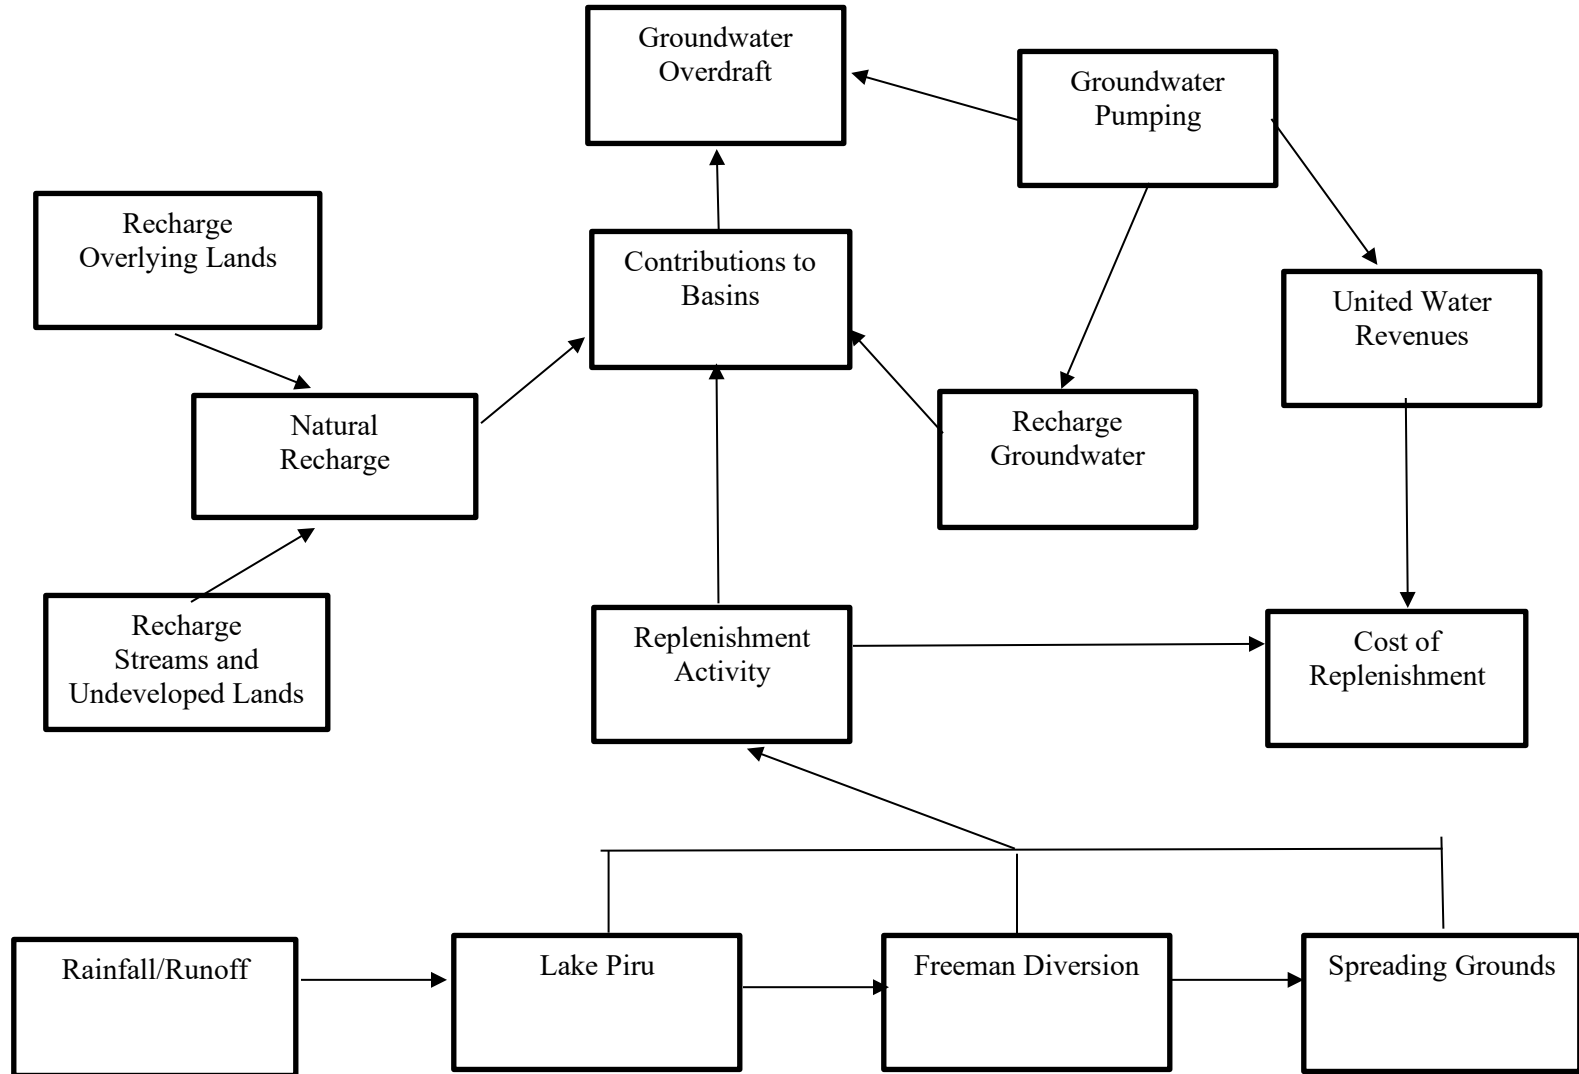 Groundwater
Overdraft
Groundwater
Pumping
Recharge
Overlying Lands
Contributions to
Basins
United Water
Revenues
Natural
Recharge
Recharge
Groundwater
Recharge
Streams and
Undeveloped Lands
Replenishment
Activity
Cost of
Replenishment
Rainfall/Runoff
Lake Piru
Freeman Diversion
Spreading Grounds